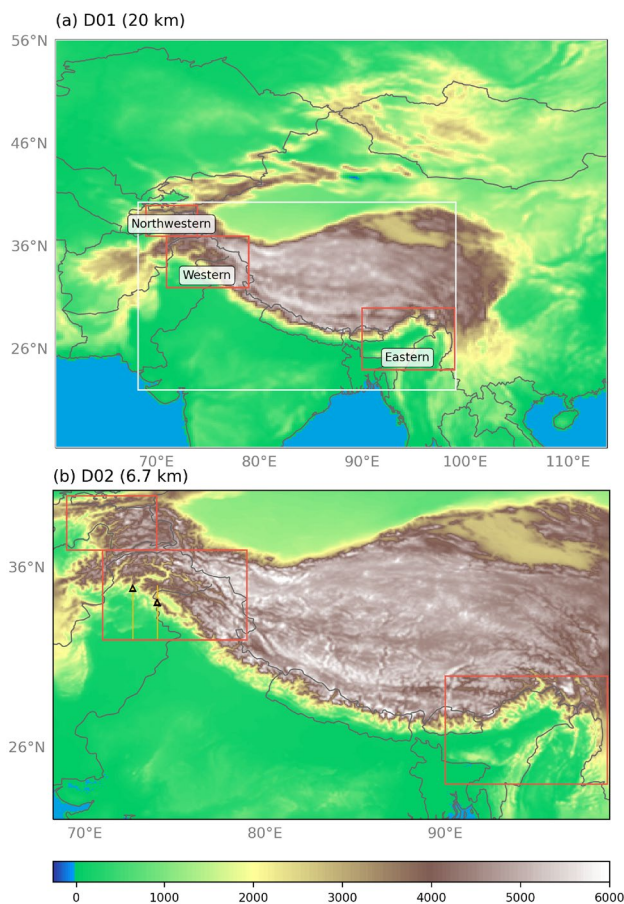 (a) D01 (20 km)
56°N
46°N
36°N
26°N
Northwestern
Western
Eastern
70°E 80°E 90°E 100°E 110°E
(b) D02 (6.7 km)
36°N
26°N
70°E 80°E 90°E
0 1000 2000 3000 4000 5000 6000